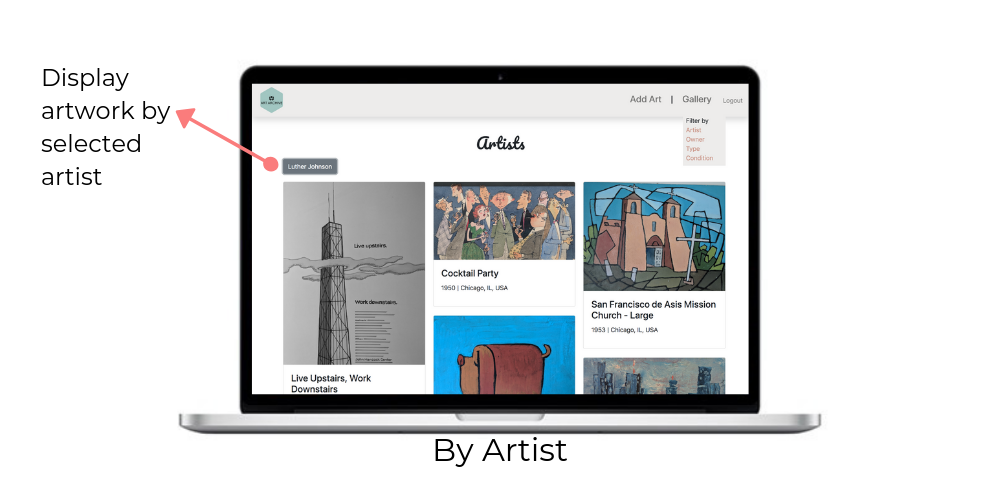 Display
artwork by
selected
artist
ART ARCHIVE
Add Art | Gallery Logout
Filter by
Artist
Owner
Type
Condition
Artists
Luther Johnson
Live upstairs.
Work downstairs.
Live Upstairs, Work
Downstairs
Cocktail Party
1950 | Chicago, IL, USA
San Francisco de Asis Mission
Church - Large
1953 | Chicago, IL, USA
By Artist